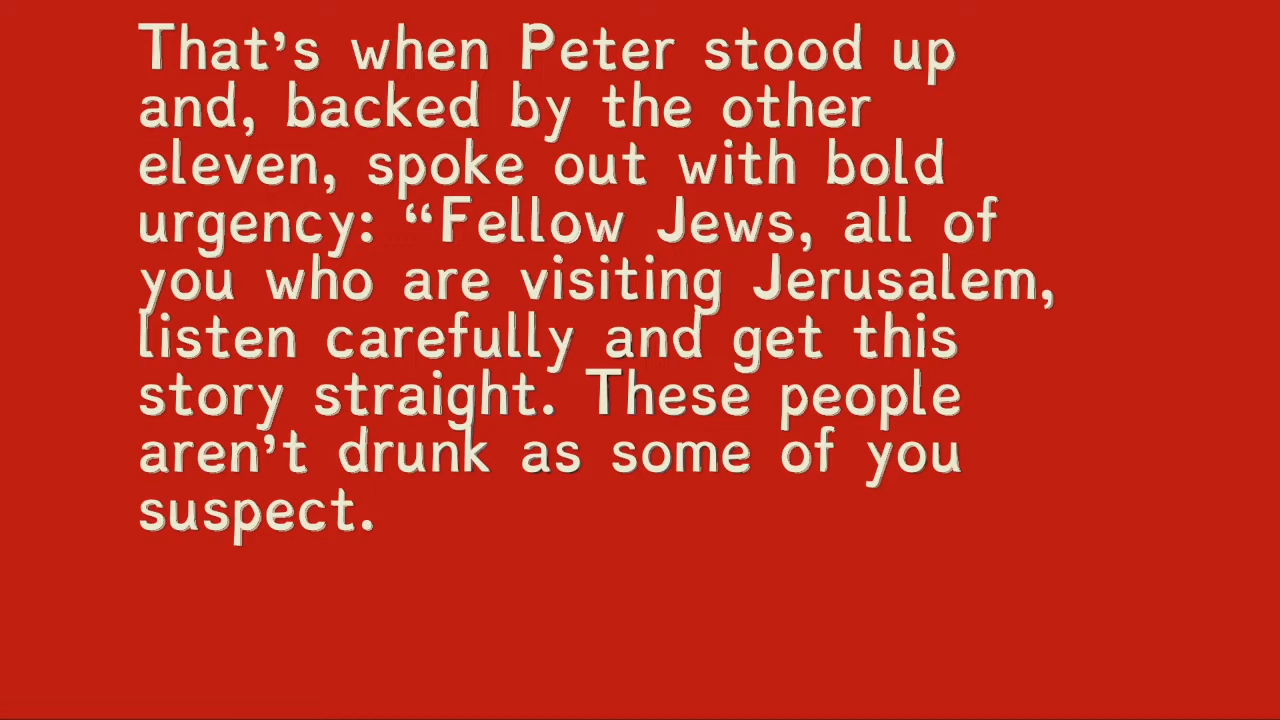 That’s when Peter stood up
and, backed by the other
eleven, spoke out with bold
urgency: “Fellow Jews, all of
you who are visiting Jerusalem,
listen carefully and get this
story straight. These people
aren’t drunk as some of you
suspect.